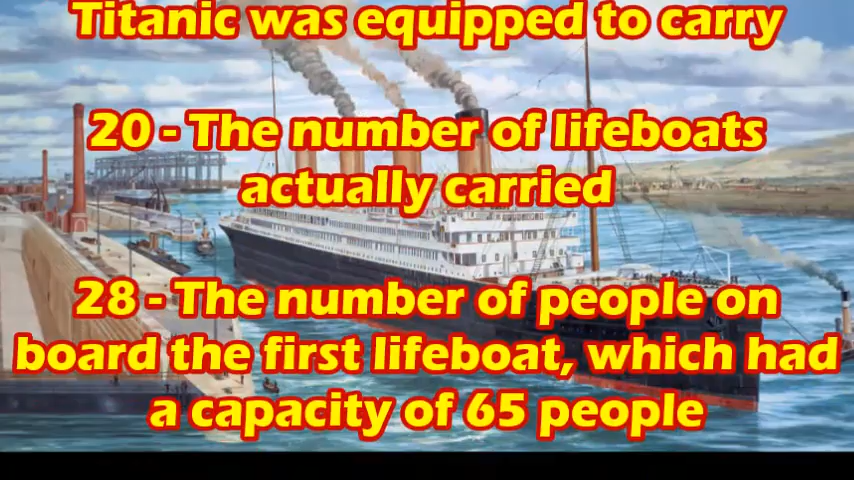 Titanic was equipped to carry
20 - The number of lifeboats
actually carried
28 - The number of people on
board the first lifeboat, which had
a capacity of 65 people